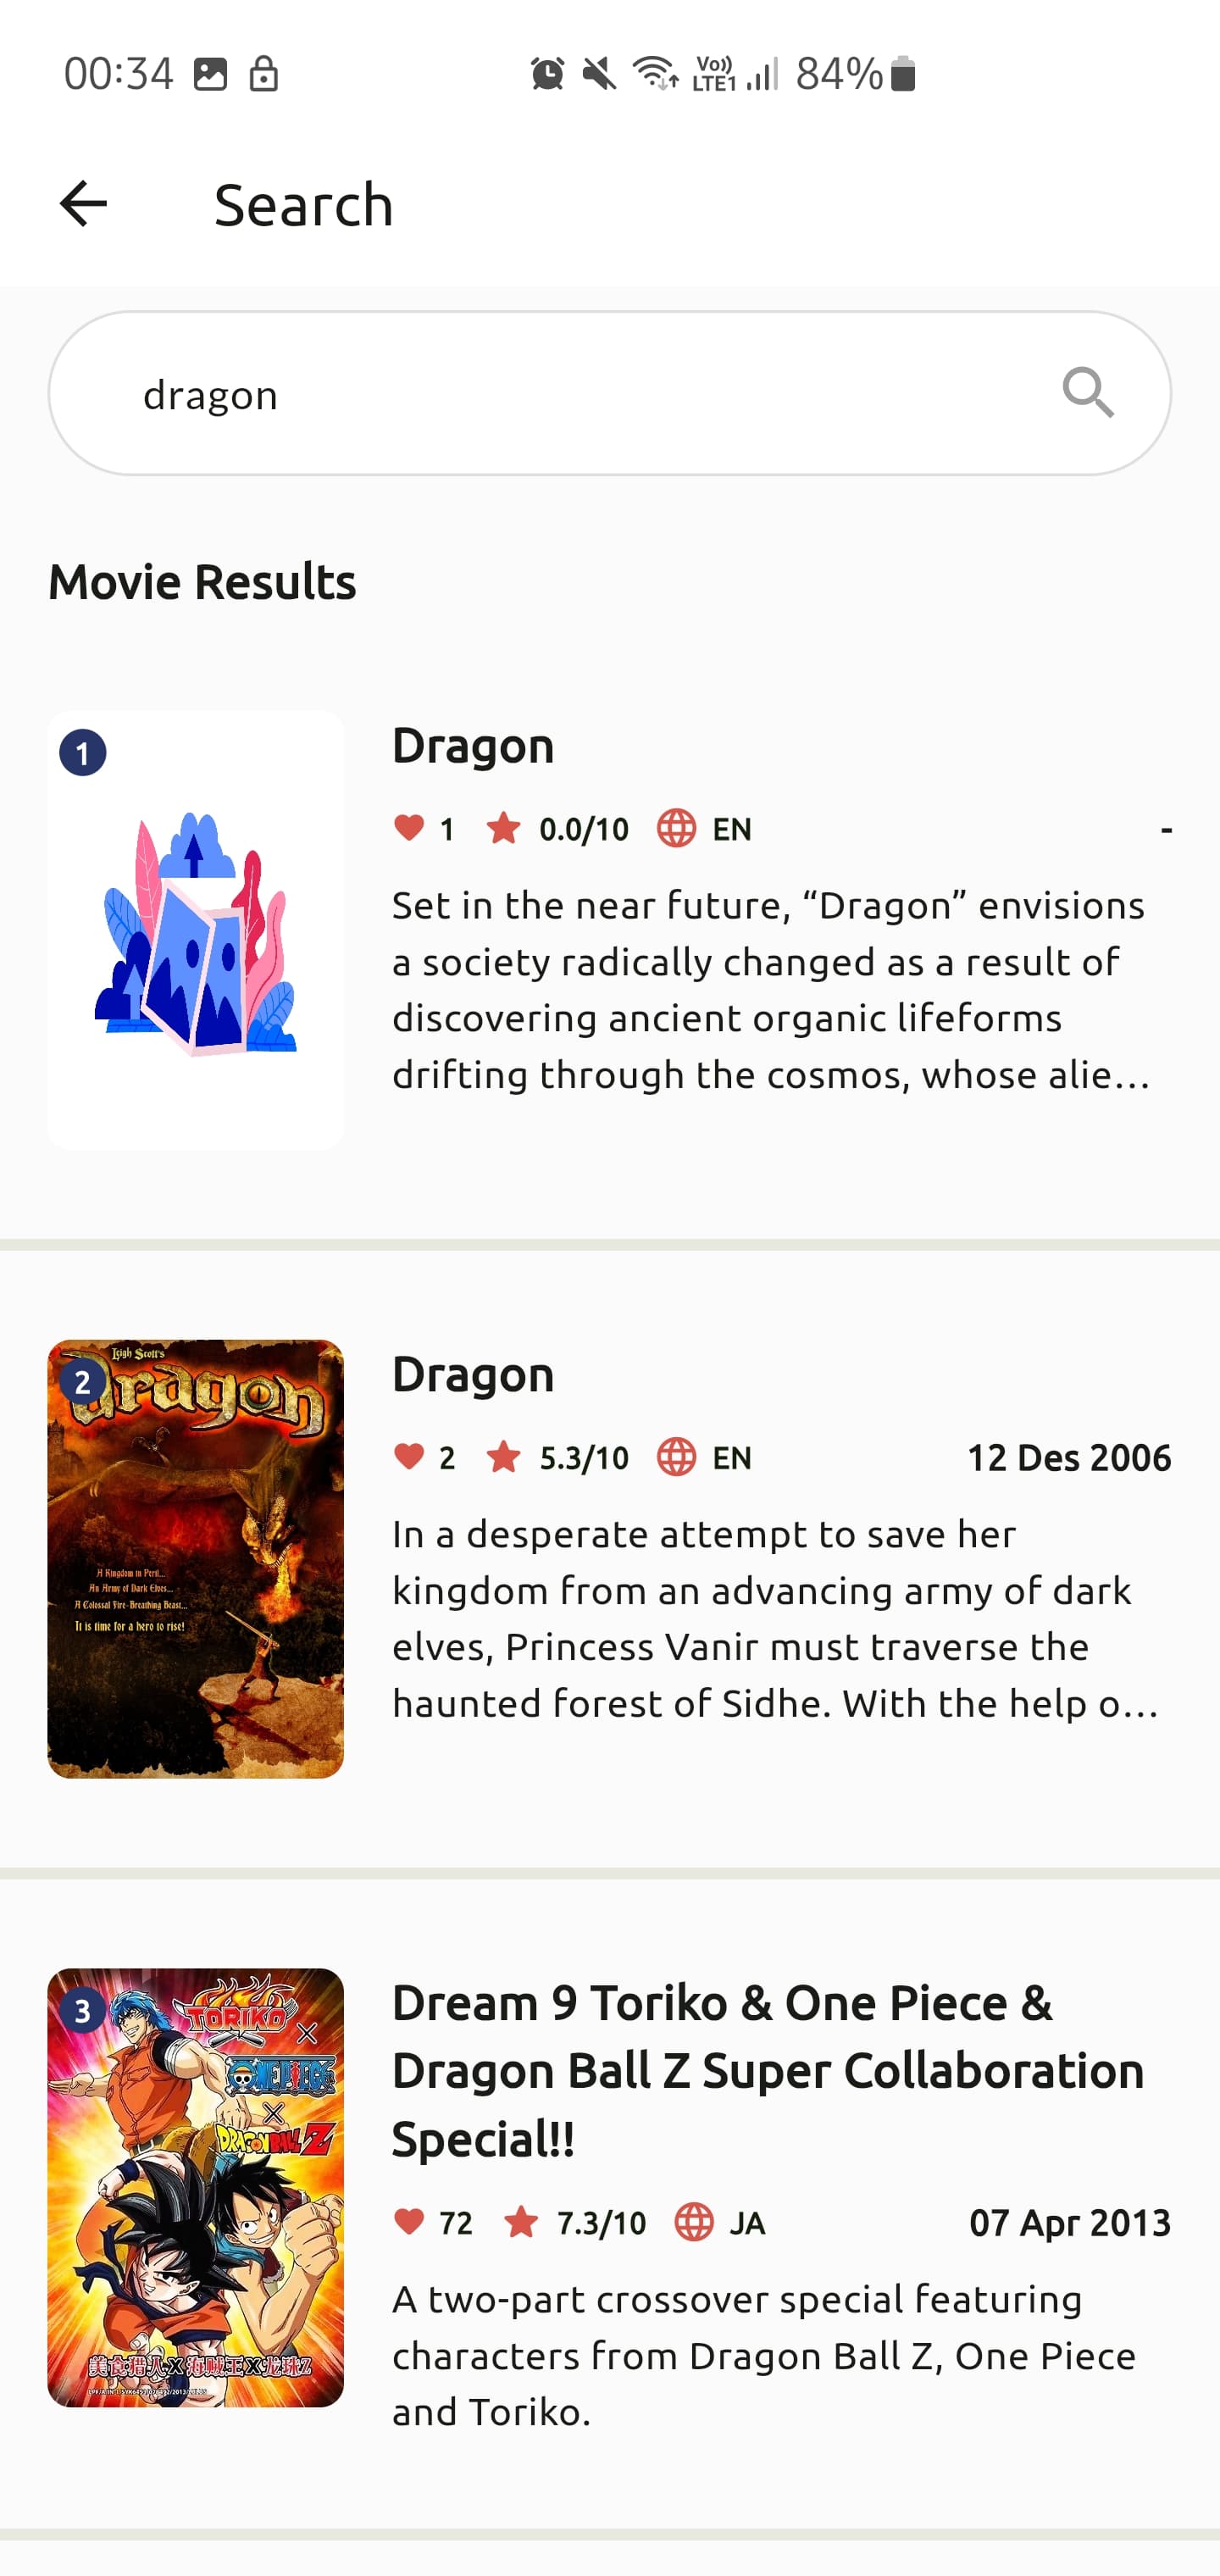 00:34
Vo))
LTE1
84%
Search
dragon
Movie Results
1
Dragon
1
0.0/10
EN
-
Set in the near future, “Dragon” envisions
a society radically changed as a result of
discovering ancient organic lifeforms
drifting through the cosmos, whose alie...
2
Leigh Scott's
Dragon
A Kingdom in Peril...
An Army of Dark Elves...
A Colossal Fire-Breathing Beast...
It is time for a hero to rise!
Dragon
2
5.3/10
EN
12 Des 2006
In a desperate attempt to save her
kingdom from an advancing army of dark
elves, Princess Vanir must traverse the
haunted forest of Sidhe. With the help o...
3
TORIKO
×
ONE PIECE
×
DRAGON BALL Z
美食猎人X海贼王X龙珠Z
Dream 9 Toriko & One Piece &
Dragon Ball Z Super Collaboration
Special!!
72
7.3/10
JA
07 Apr 2013
A two-part crossover special featuring
characters from Dragon Ball Z, One Piece
and Toriko.